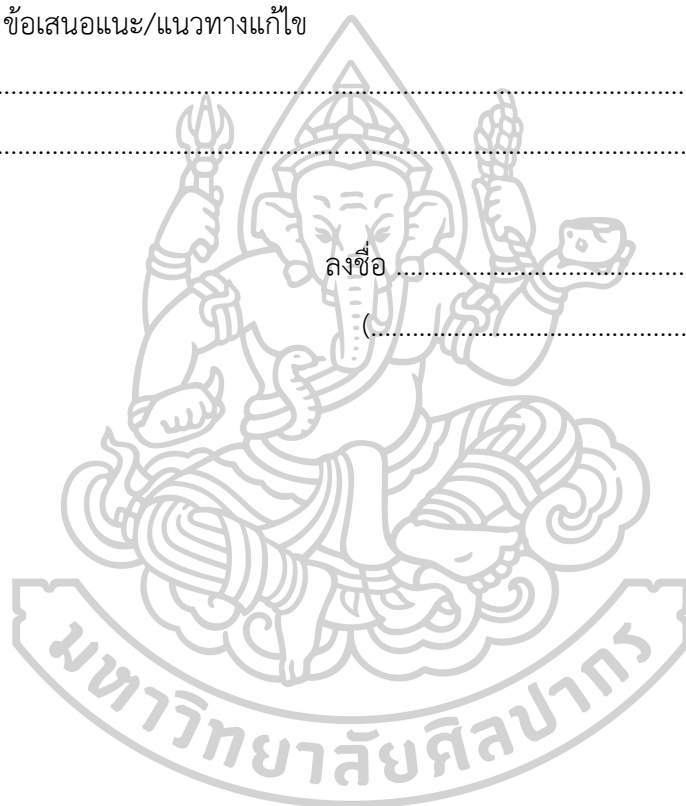 ข้อเสนอแนะ/แนวทางแก้ไข
................................................................................................................................
................................................................................................................................
ลงชื่อ ......................................................
(...........................................................
มหาวิทยาลัยศิลปากร